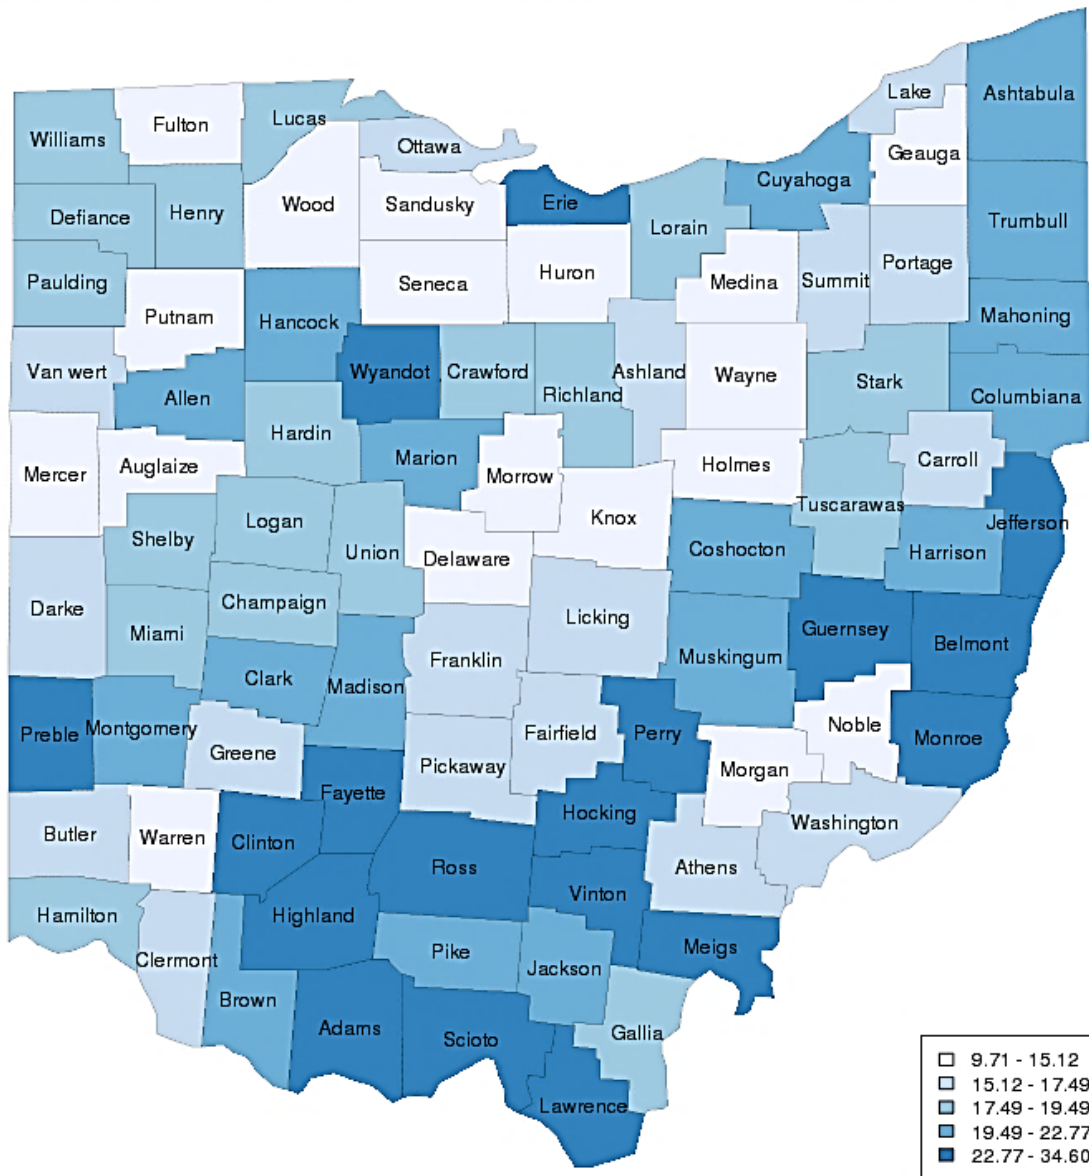 Lake
Ashtabula
Lucas
Fulton
Williams
Ottawa
Geauga
Cuyahoga
Wood
Sandusky
Erie
Henry
Defiance
Lorain
Trumbull
Portage
Huron
Paulding
Seneca
Medina
Summit
Putnam
Hancock
Mahoning
Van wert
Wyandot
Crawford
Ashland
Wayne
Stark
Richland
Allen
Columbiana
Hardin
Marion
Carroll
Auglaize
Mercer
Holmes
Morrow
Tuscarawas
Knox
Logan
Jefferson
Shelby
Union
Coshocton
Harrison
Delaware
Champaign
Darke
Licking
Miami
Guernsey
Belmont
Muskingum
Franklin
Clark
Madison
Noble
Montgomery
Preble
Fairfield
Perry
Monroe
Greene
Pickaway
Morgan
Fayette
Hocking
Washington
Butler
Warren
Clinton
Ross
Athens
Vinton
Hamilton
Highland
Meigs
Pike
Clermont
Jackson
Brown
Adams
Gallia
Scioto
Lawrence
9.71 - 15.12
15.12 - 17.49
17.49 - 19.49
19.49 - 22.77
22.77 - 34.60